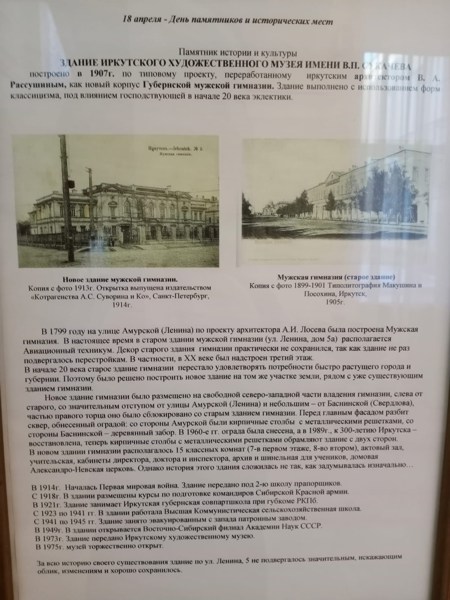 18 апреля - День памятников и исторических мест
Памятник истории и культуры
ЗДАНИЕ ИРКУТСКОГО ХУДОЖЕСТВЕННОГО МУЗЕЯ ИМЕНИ В.П. СУКАЧЕВА
построено в 1907г. по типовому проекту, переработанному иркутским архитектором В. А.
Рассушиным, как новый корпус Губернской мужской гимназии. Здание выполнено с использованием форм
классицизма, под влиянием господствующей в начале 20 века эклектики.
Иркутск.—Irkoutsk. № 6
Новое здание мужской гимназии.
Копия с фото 1913г. Открытка выпущена издательством
«Котрагенства А.С. Суворина и Ко», Санкт-Петербург,
1914г.
Мужская гимназия (старое здание)
Копия с фото 1899-1901 Типолитография Макушина и
Посохина, Иркутск.
1905г.
В 1799 году на улице Амурской (Ленина) по проекту архитектора А.И. Лосева была построена Мужская
гимназия. В настоящее время в старом здании мужской гимназии (ул. Ленина, дом 5а) располагается
Авиационный техникум. Декор старого здания гимназии практически не сохранился, так как здание не раз
подвергалось перестройкам. В частности, в XX веке был надстроен третий этаж.
В начале 20 века старое здание гимназии перестало удовлетворять потребности быстро растущего города и
губернии. Поэтому было решено построить новое здание на том же участке земли, рядом с уже существующим
зданием гимназии.
Новое здание было размещено на свободной северо-западной части владения гимназии, слева от
старого, со значительным отступом от улицы Амурской (Ленина) и небольшим – от Басинской (Свердлова),
частью правого торца оно было сблокировано со старым зданием гимназии. Перед главным фасадом разбит
сквер, обнесенный оградой: со стороны Амурской были кирпичные столбы с металлическими решетками, со
стороны Баснинской – деревянный забор. В 1960-е гг. ограда была снесена, а в 1989г., к 300-летию Иркутска –
восстановлена, теперь кирпичные столбы с металлическими решетками обрамляют здание с двух сторон.
В новом здании гимназии располагалось 15 классных комнат (7-в первом этаже, 8-во втором), актовый зал,
учительская, кабинеты директора, доктора и инспектора, архив и шинельная для учеников, домовая
Александро-Невская церковь. Однако история этого здания сложилась не так, как задумывалась изначально…
В 1914г. Началась Первая мировая война. Здание передано под 2-ю школу прапорщиков.
С 1918г. В здании размещены курсы по подготовке командиров Сибирской Красной армии.
В 1921г. Здание занимает Иркутская губернская совпартшкола при губкоме РКПб.
С 1923 по 1941 гг. В здании работала Высшая Коммунистическая сельскохозяйственная школа.
С 1941 по 1945 гг. Здание занято эвакуированным с запада патронным заводом.
В 1949г. В здании открывается Восточно-Сибирский филиал Академии Наук СССР.
В 1973г. Здание передано Иркутскому художественному музею.
В 1975г. музей торжественно открыт.
За всю историю своего существования здание по ул. Ленина, 5 не подвергалось значительным, искажающим
облик, изменениям и хорошо сохранилось.